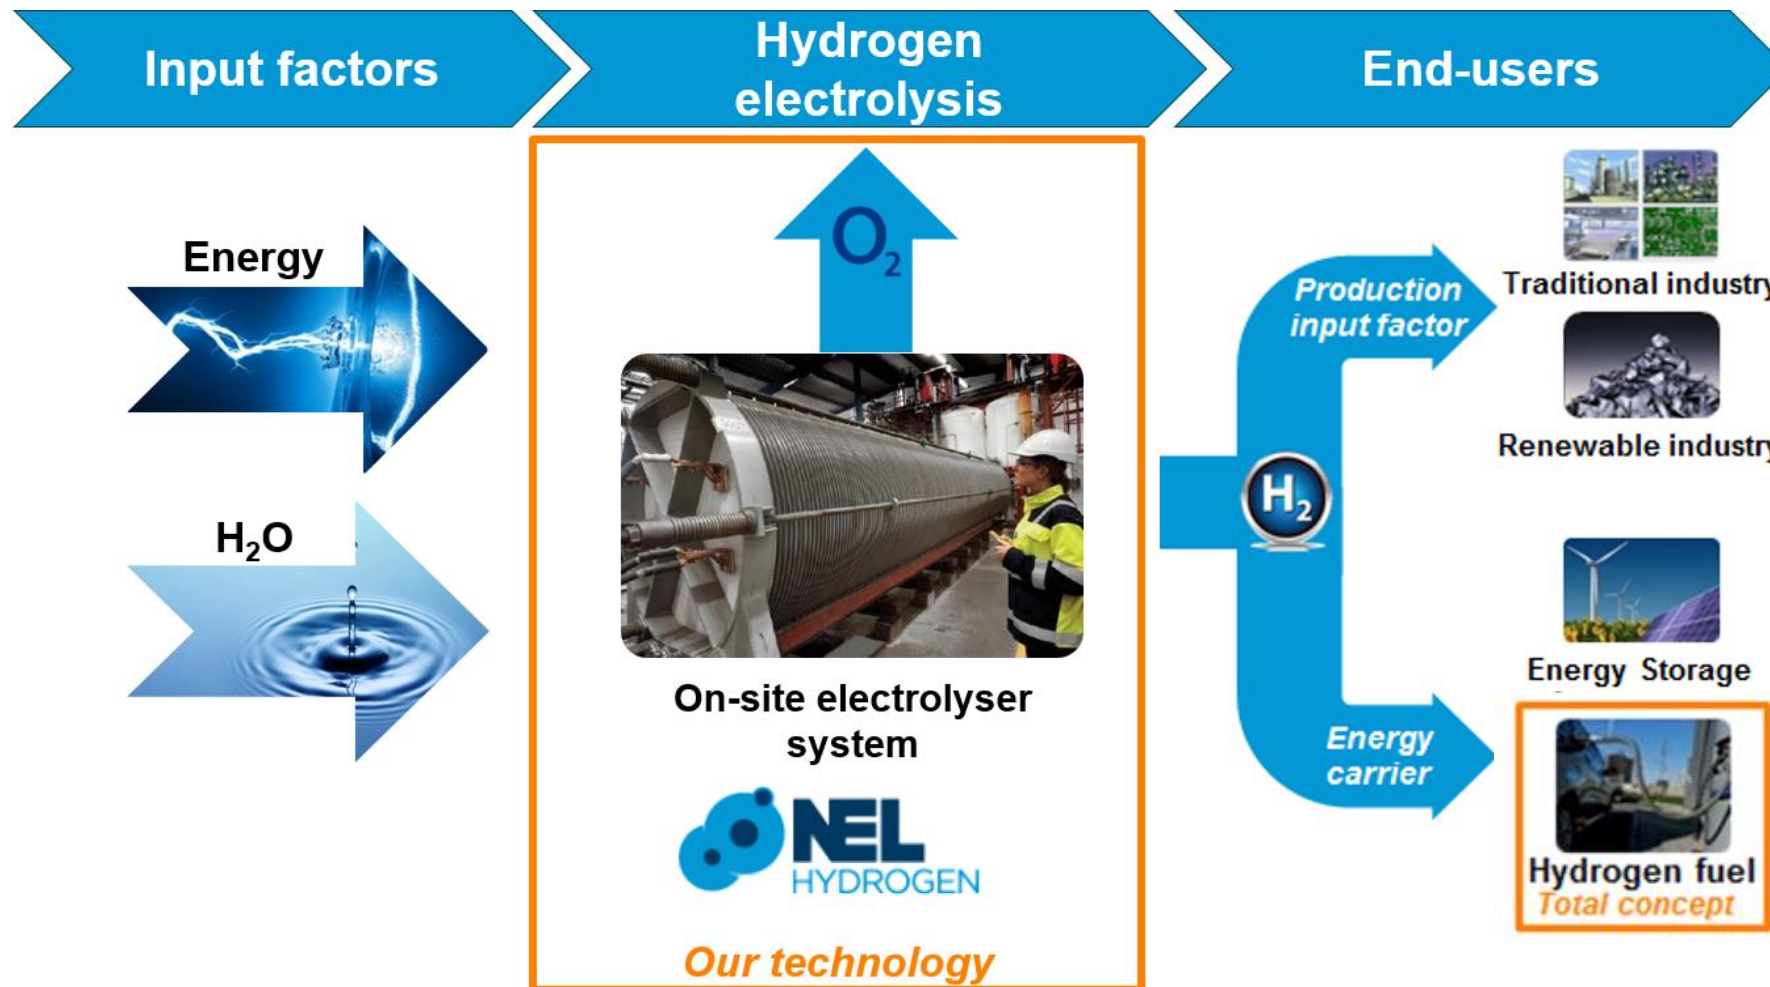 Input factors
Hydrogen
electrolysis
End-users
Energy
H₂O
O₂
On-site electrolyser
system
NEL
HYDROGEN
Our technology
H₂
Production
input factor
Energy
carrier
Traditional industry
Renewable industry
Energy Storage
Hydrogen fuel
Total concept